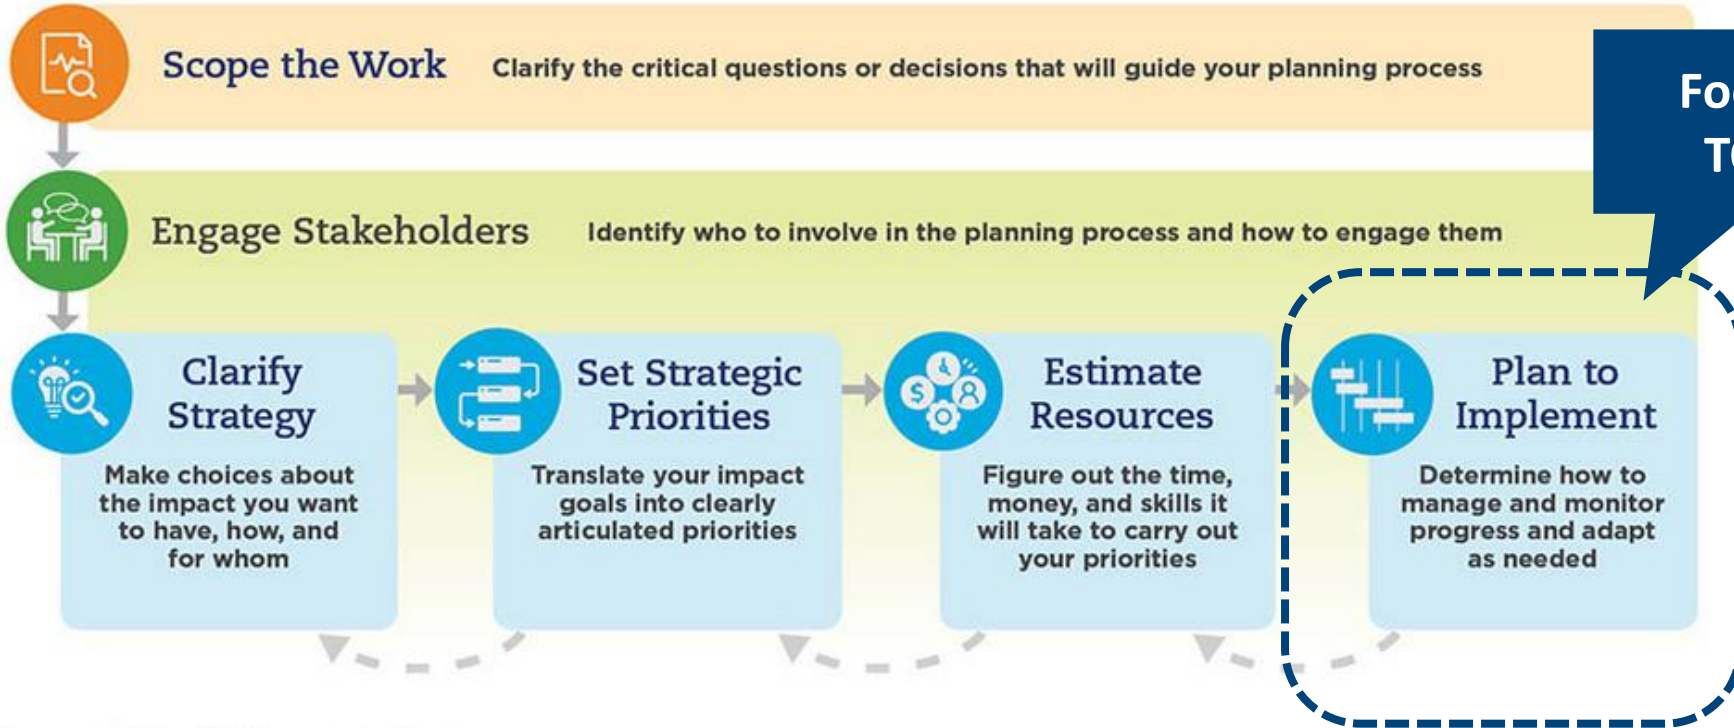 Scope the Work
Clarify the critical questions or decisions that will guide your planning process
Engage Stakeholders
Identify who to involve in the planning process and how to engage them
Clarify
Strategy
Make choices about
the impact you want
to have, how, and
for whom
Set Strategic
Priorities
Translate your impact
goals into clearly
articulated priorities
Estimate
Resources
Figure out the time,
money, and skills it
will take to carry out
your priorities
Plan to
Implement
Determine how to
manage and monitor
progress and adapt
as needed
$